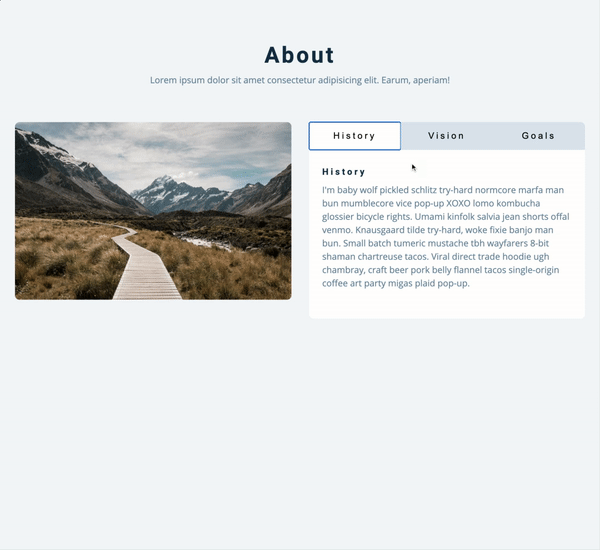 About
Lorem ipsum dolor sit amet consectetur adipisicing elit. Earum, aperiam!
History Vision Goals
History
I'm baby wolf pickled schlitz try-hard normcore marfa man
bun mumblecore vice pop-up XOXO lomo kombucha
glossier bicycle rights. Umami kinfolk salvia jean shorts offal
venmo. Knausgaard tilde try-hard, woke fixie banjo man
bun. Small batch tumeric mustache tbh wayfarers 8-bit
shaman chartreuse tacos. Viral direct trade hoodie ugh
chambray, craft beer pork belly flannel tacos single-origin
coffee art party migas plaid pop-up.